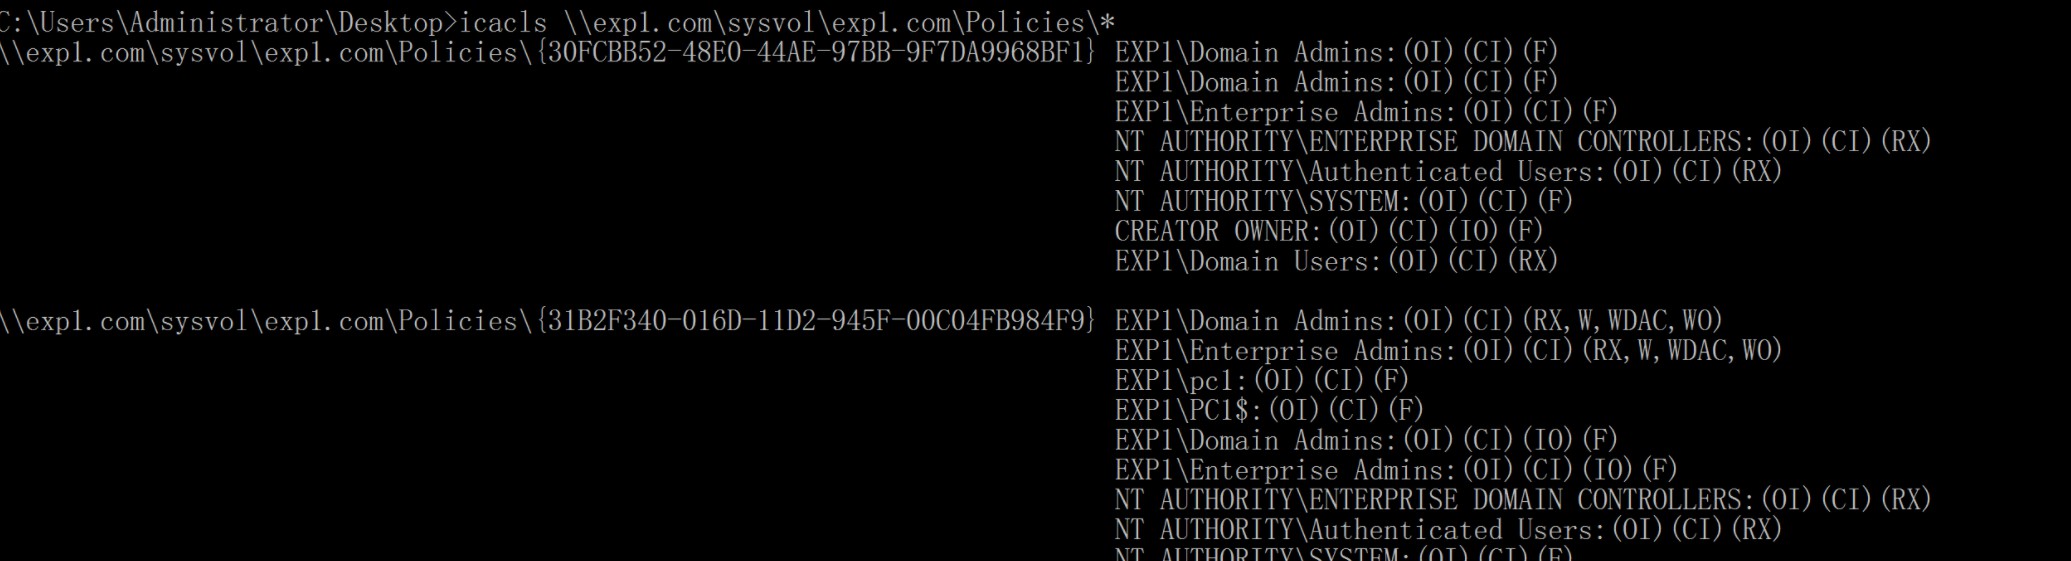 C:\Users\Administrator\Desktop>icacls \\exp1.com\sysvol\exp1.com\Policies\*
\\exp1.com\sysvol\exp1.com\Policies\{30FCBB52-48E0-44AE-97BB-9F7DA9968BF1} EXP1\Domain Admins:(OI)(CI)(F)
EXP1\Domain Admins:(OI)(CI)(F)
EXP1\Enterprise Admins:(OI)(CI)(F)
NT AUTHORITY\ENTERPRISE DOMAIN CONTROLLERS:(OI)(CI)(RX)
NT AUTHORITY\Authenticated Users:(OI)(CI)(RX)
NT AUTHORITY\SYSTEM:(OI)(CI)(F)
CREATOR OWNER:(OI)(CI)(IO)(F)
EXP1\Domain Users:(OI)(CI)(RX)
\\exp1.com\sysvol\exp1.com\Policies\{31B2F340-016D-11D2-945F-00C04FB984F9} EXP1\Domain Admins:(OI)(CI)(RX,W,WDAC,WO)
EXP1\Enterprise Admins:(OI)(CI)(RX,W,WDAC,WO)
EXP1\pc1:(OI)(CI)(F)
EXP1\PC1$:(OI)(CI)(F)
EXP1\Domain Admins:(OI)(CI)(IO)(F)
EXP1\Enterprise Admins:(OI)(CI)(IO)(F)
NT AUTHORITY\ENTERPRISE DOMAIN CONTROLLERS:(OI)(CI)(RX)
NT AUTHORITY\Authenticated Users:(OI)(CI)(RX)
NT AUTHORITY\SYSTEM:(OI)(CI)(F)